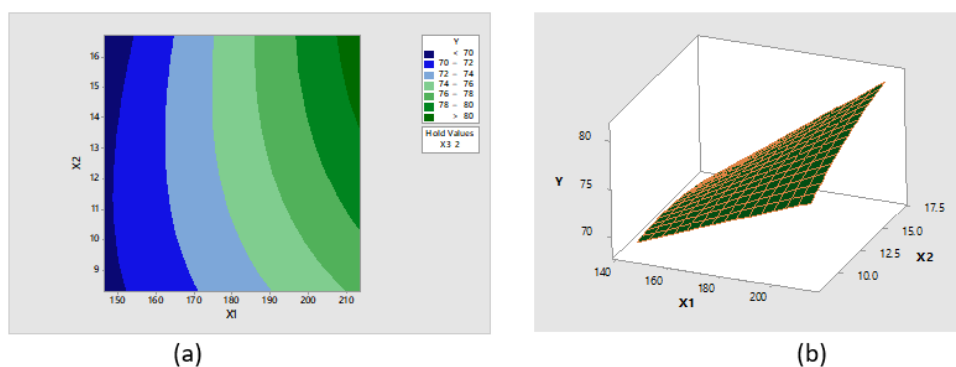 Y
< 70
70 – 72
72 – 74
74 – 76
76 – 78
78 – 80
> 80
Hold Values
X3 2
X2
16
15
14
13
12
11
10
9
150 160 170 180 190 200 210
X1
(a)
Y
80
75
70
140 160 180 200
X1
10.0 12.5 15.0 17.5
X2
(b)